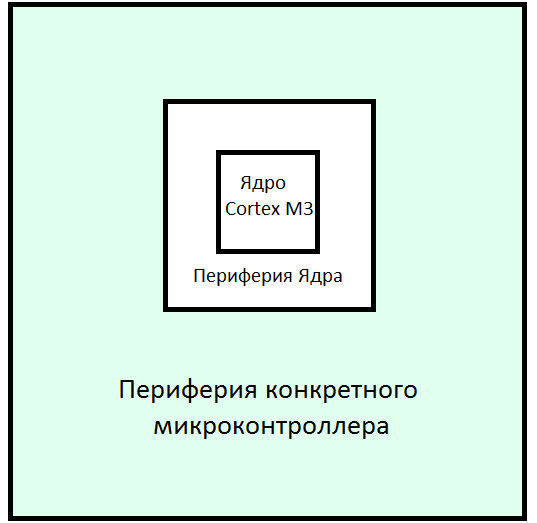 Ядро
Cortex M3
Периферия Ядра
Периферия конкретного
микроконтроллера